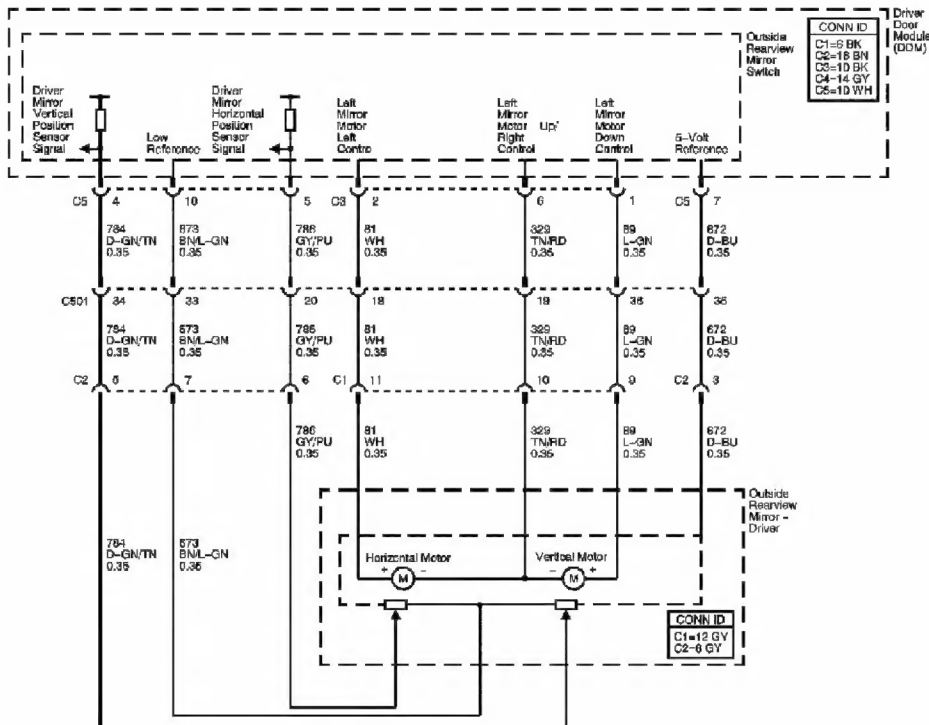 Driver
Door
Module
(DDM)
CONN ID
C1=6 BK
C2=16 BN
C3=10 BK
C4=14 GY
C5=10 WH
Outside
Rearview
Mirror
Switch
Driver
Mirror
Vertical
Position
Sensor
Signal
Low
Reference
Driver
Mirror
Horizontal
Position
Sensor
Signal
Left
Mirror
Motor
Left
Contro
Left
Mirror
Motor Up/
Right
Control
Left
Mirror
Motor
Down
Control
5-Volt
Reference
C5 4 10 5 C3 2 6 1 C5 7
784
D-GN/TN
0.35
673
BN/L-GN
0.35
786
GY/PU
0.35
81
WH
0.35
329
TN/RD
0.35
89
L-GN
0.35
672
D-BU
0.35
C501 34 33 20 18 19 36 35
784
D-GN/TN
0.35
673
BN/L-GN
0.35
786
GY/PU
0.35
81
WH
0.35
329
TN/RD
0.35
89
L-GN
0.35
672
D-BU
0.35
C2 5 7 6 C1 11 10 9 C2 3
786
GY/PU
0.35
81
WH
0.35
329
TN/RD
0.35
89
L-GN
0.35
672
D-BU
0.35
784
D-GN/TN
0.35
673
BN/L-GN
0.35
Outside
Rearview
Mirror -
Driver
Horizontal Motor
+ M -
Vertical Motor
- M +
CONN ID
C1=12 GY
C2=8 GY